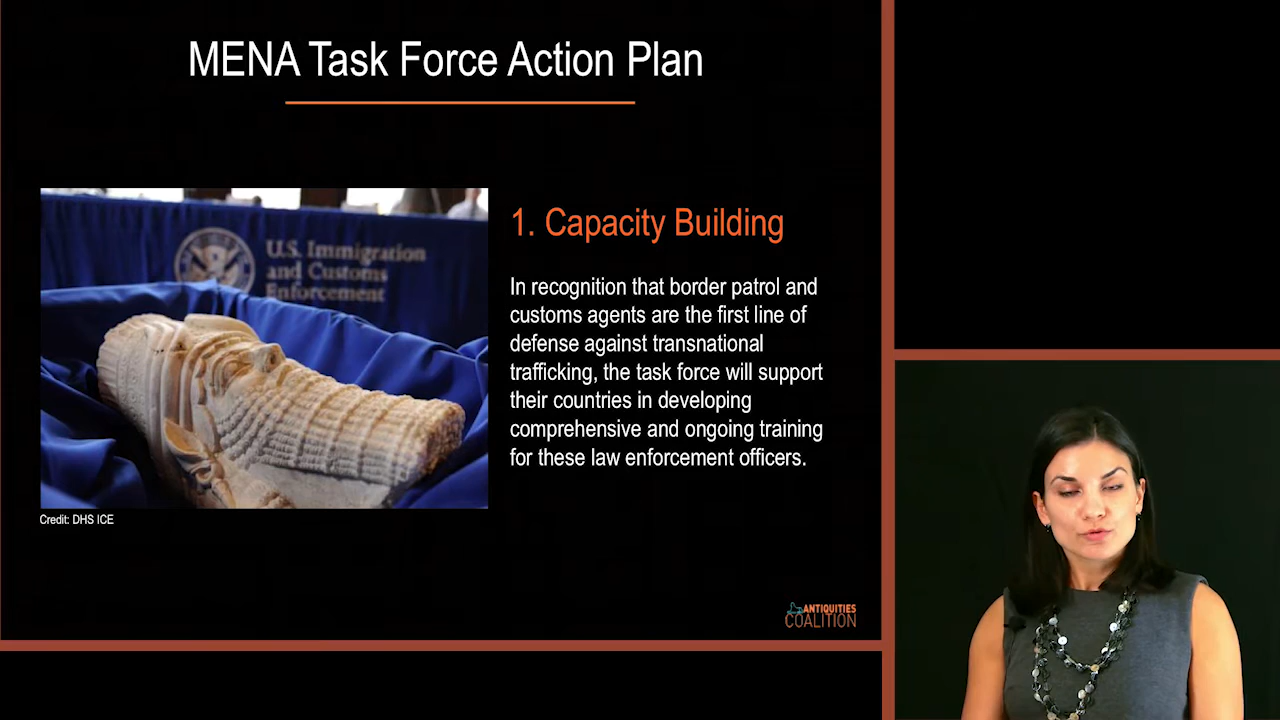 MENA Task Force Action Plan
U.S. Immigration
and Customs
Enforcement
1. Capacity Building
In recognition that border patrol and
customs agents are the first line of
defense against transnational
trafficking, the task force will support
their countries in developing
comprehensive and ongoing training
for these law enforcement officers.
Credit: DHS ICE
ANTIQUITIES
COALITION